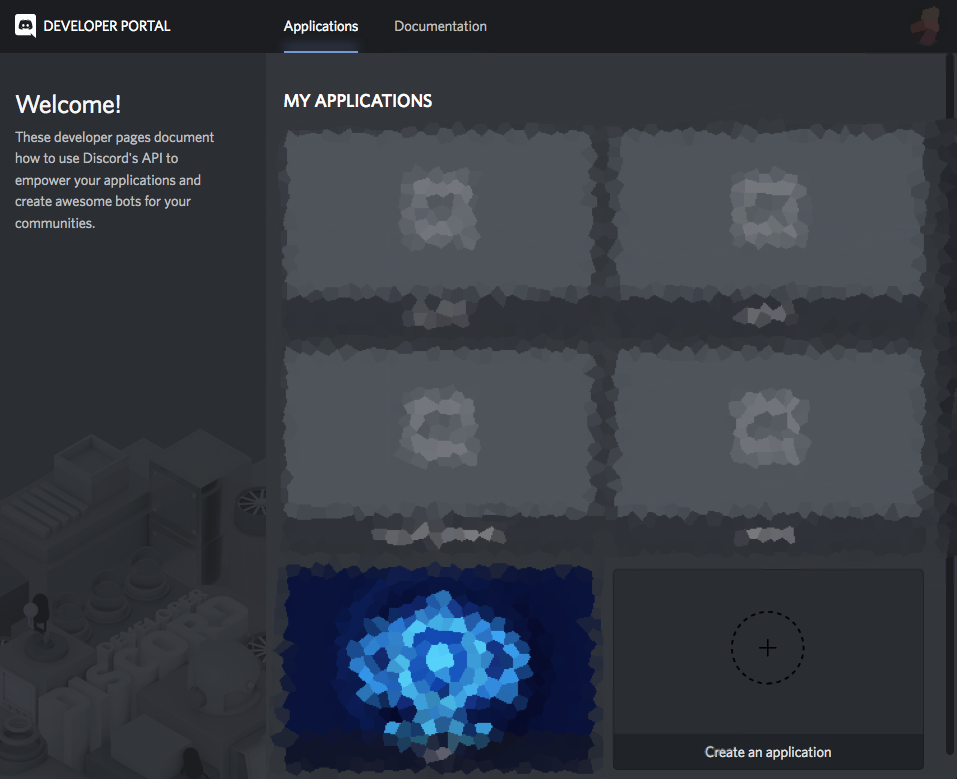 DEVELOPER PORTAL
Applications
Documentation
Welcome!
These developer pages document
how to use Discord's API to
empower your applications and
create awesome bots for your
communities.
MY APPLICATIONS
Create an application